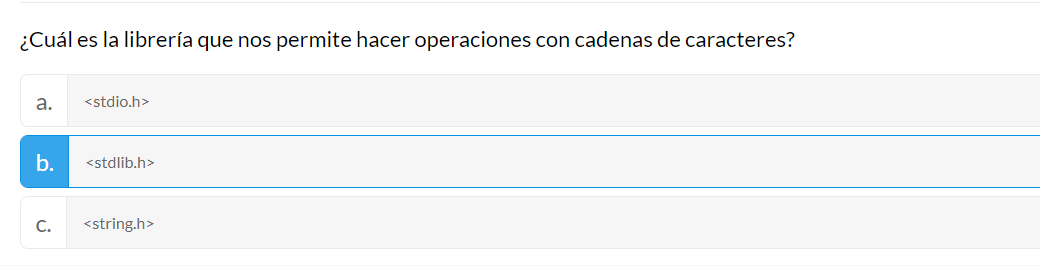 ¿Cuál es la librería que nos permite hacer operaciones con cadenas de caracteres?
a. <stdio.h>
b. <stdlib.h>
c. <string.h>